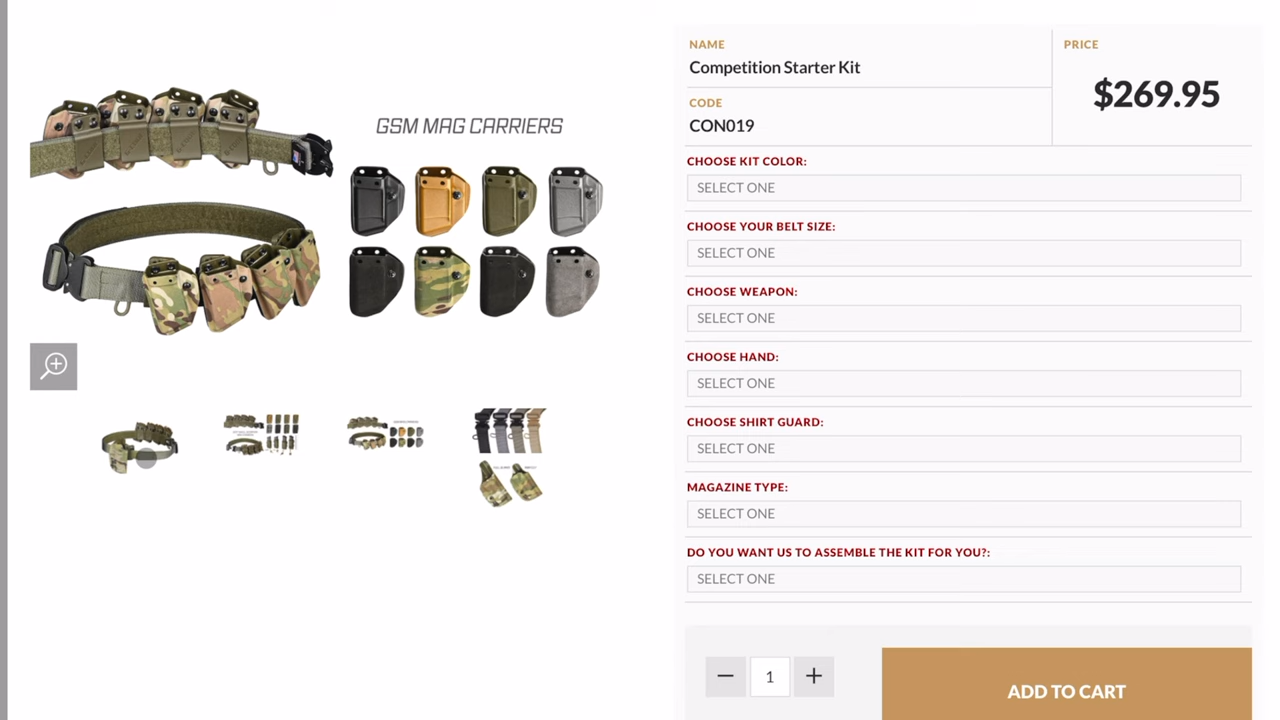 GSM MAG CARRIERS
NAME
Competition Starter Kit
CODE
CON019
PRICE
$269.95
CHOOSE KIT COLOR:
SELECT ONE
CHOOSE YOUR BELT SIZE:
SELECT ONE
CHOOSE WEAPON:
SELECT ONE
CHOOSE HAND:
SELECT ONE
CHOOSE SHIRT GUARD:
SELECT ONE
MAGAZINE TYPE:
SELECT ONE
DO YOU WANT US TO ASSEMBLE THE KIT FOR YOU?:
SELECT ONE
1
ADD TO CART